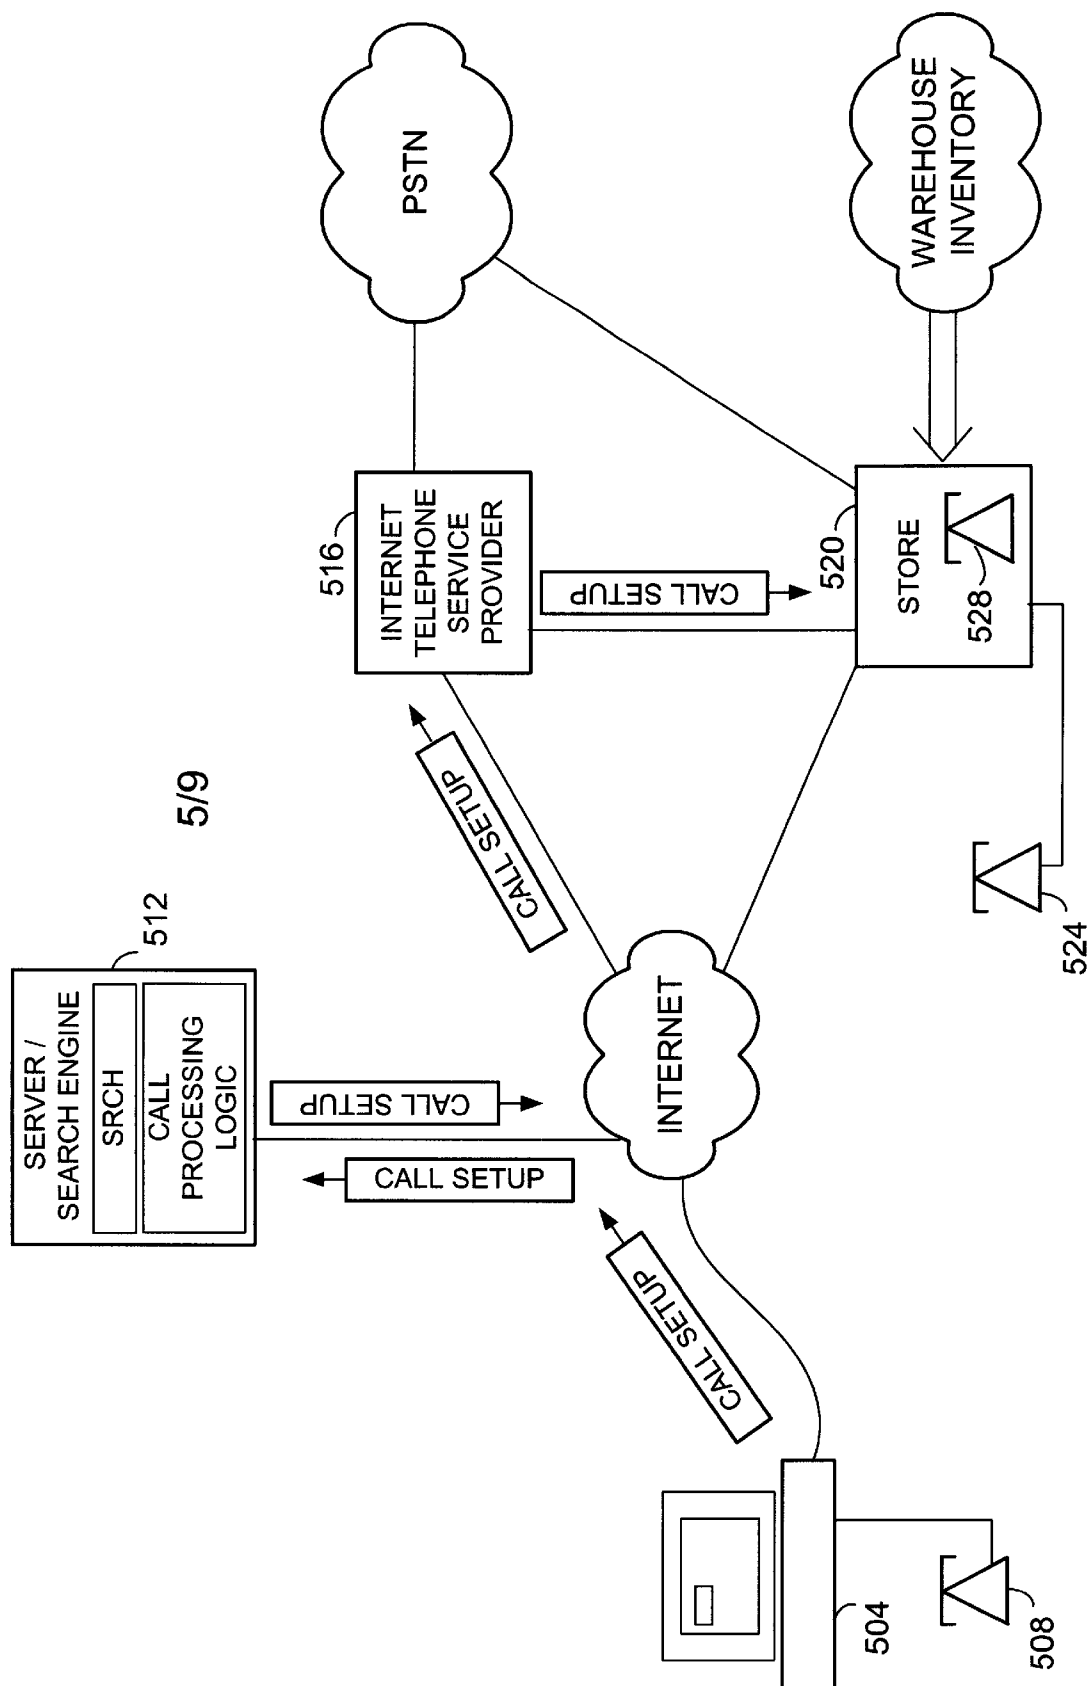 5/9
SERVER /
SEARCH ENGINE
SRCH
CALL
PROCESSING
LOGIC
512
CALL SETUP
CALL SETUP
CALL SETUP
CALL SETUP
INTERNET
516
INTERNET
TELEPHONE
SERVICE
PROVIDER
PSTN
CALL SETUP
504
508
520
STORE
528
524
WAREHOUSE
INVENTORY